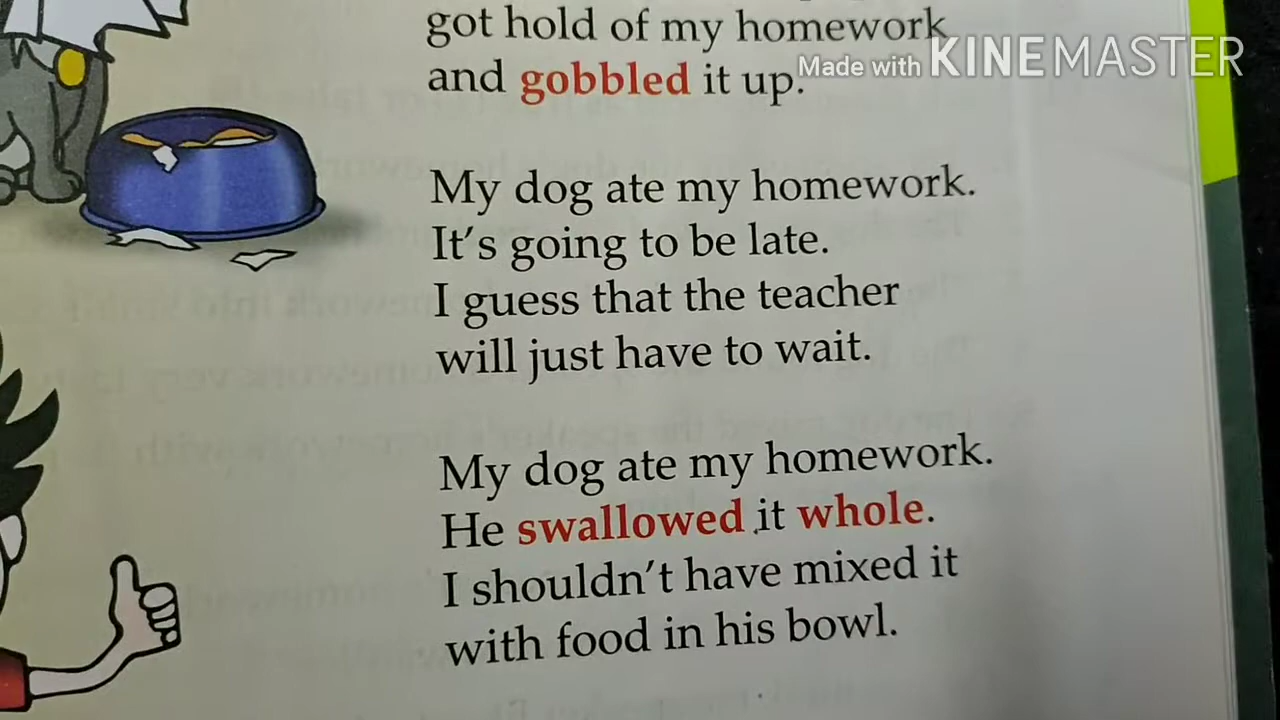 got hold of my homework
and gobbled it up.
Made with KINEMASTER
My dog ate my homework.
It's going to be late.
I guess that the teacher
will just have to wait.
My dog ate my homework.
He swallowed it whole.
I shouldn't have mixed it
with food in his bowl.